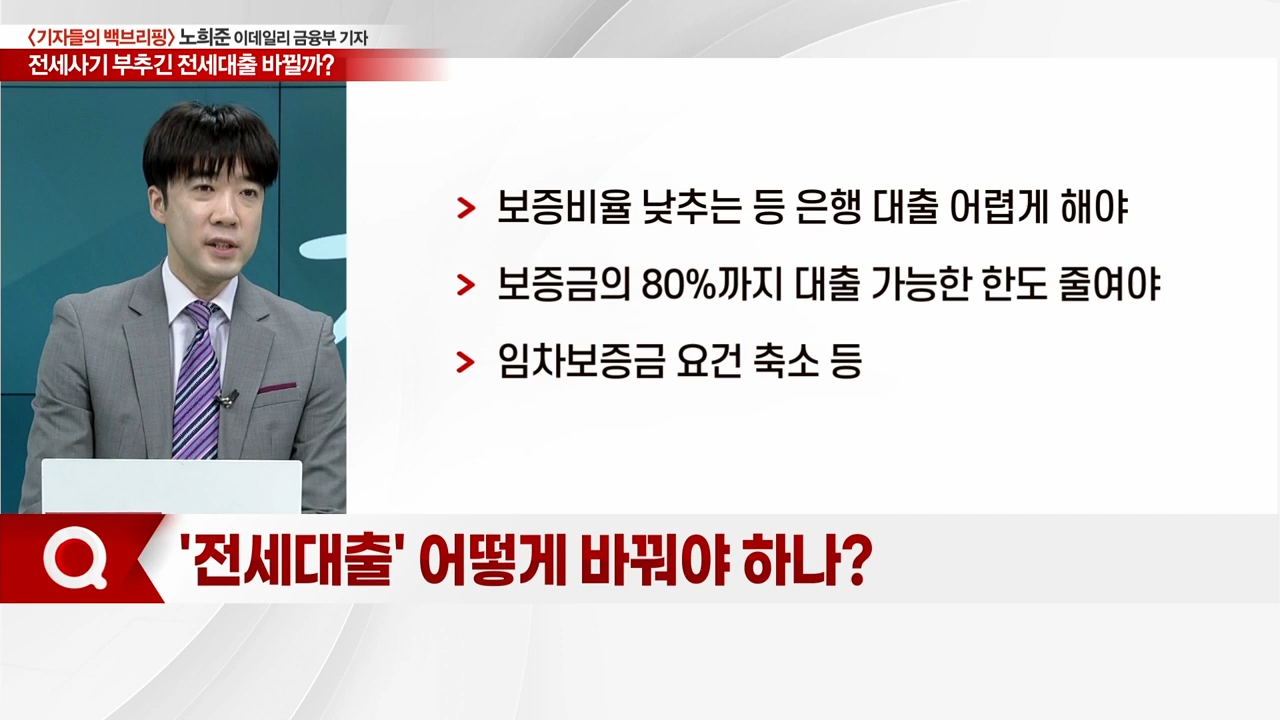 <기자들의 백브리핑> 노희준 이데일리 금융부 기자
전세사기 부추긴 전세대출 바뀔까?
> 보증비율 낮추는 등 은행 대출 어렵게 해야
> 보증금의 80%까지 대출 가능한 한도 줄여야
> 임차보증금 요건 축소 등
Q '전세대출' 어떻게 바꿔야 하나?